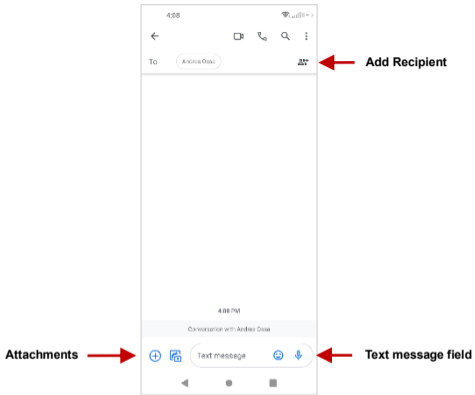 4:08
To Andrea Ossa
Add Recipient
4:08 PM
Conversation with Andrea Ossa
Attachments
Text message
Text message field